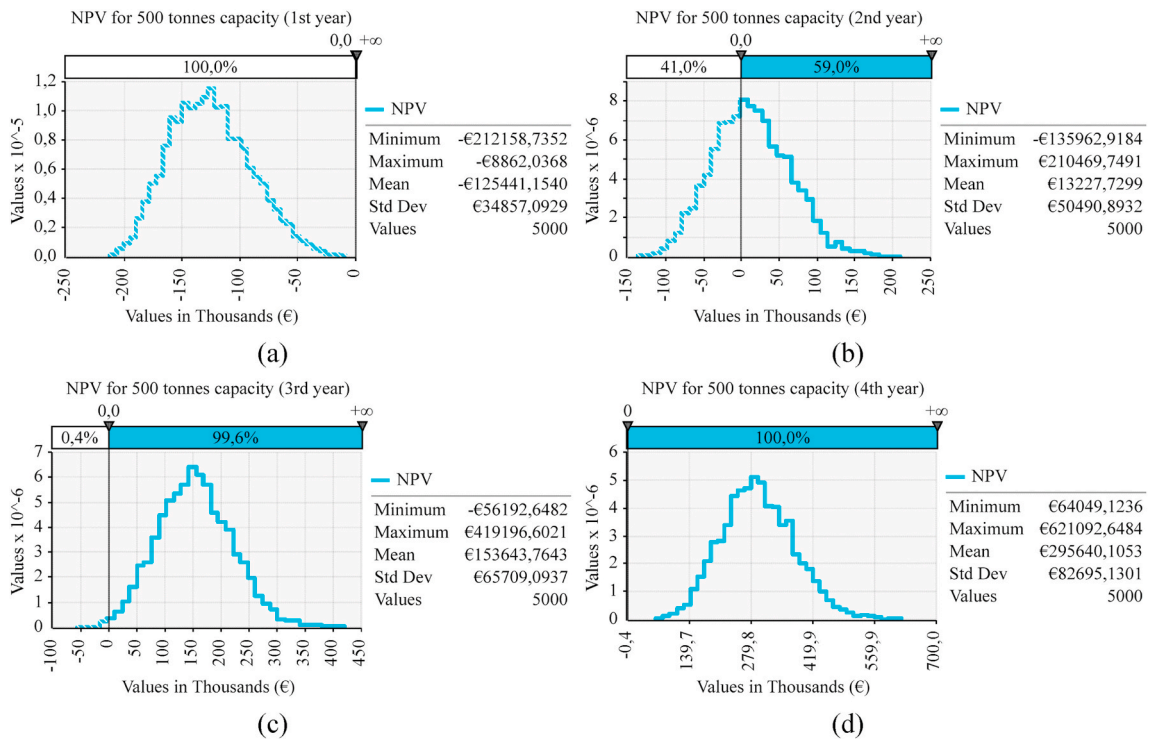 NPV for 500 tonnes capacity (1st year)
0,0 +∞
100,0%
1,2
1,0
0,8
0,6
0,4
0,2
0,0
Values x 10^-5
-250
-200
-150
-100
-50
0
Values in Thousands (€)
NPV
Minimum -€212158,7352
Maximum -€8862,0368
Mean -€125441,1540
Std Dev €34857,0929
Values 5000
(a)
NPV for 500 tonnes capacity (2nd year)
0,0 +∞
41,0% 59,0%
8
6
4
2
0
Values x 10^-6
-150
-100
-50
0
50
100
150
200
250
Values in Thousands (€)
NPV
Minimum -€135962,9184
Maximum €210469,7491
Mean €13227,7299
Std Dev €50490,8932
Values 5000
(b)
NPV for 500 tonnes capacity (3rd year)
0,0 +∞
0,4% 99,6%
7
6
5
4
3
2
1
0
Values x 10^-6
-100
-50
0
50
100
150
200
250
300
350
400
450
Values in Thousands (€)
NPV
Minimum -€56192,6482
Maximum €419196,6021
Mean €153643,7643
Std Dev €65709,0937
Values 5000
(c)
NPV for 500 tonnes capacity (4th year)
0 +∞
100,0%
6
5
4
3
2
1
0
Values x 10^-6
-0,4
139,7
279,8
419,9
559,9
700,0
Values in Thousands (€)
NPV
Minimum €64049,1236
Maximum €621092,6484
Mean €295640,1053
Std Dev €82695,1301
Values 5000
(d)